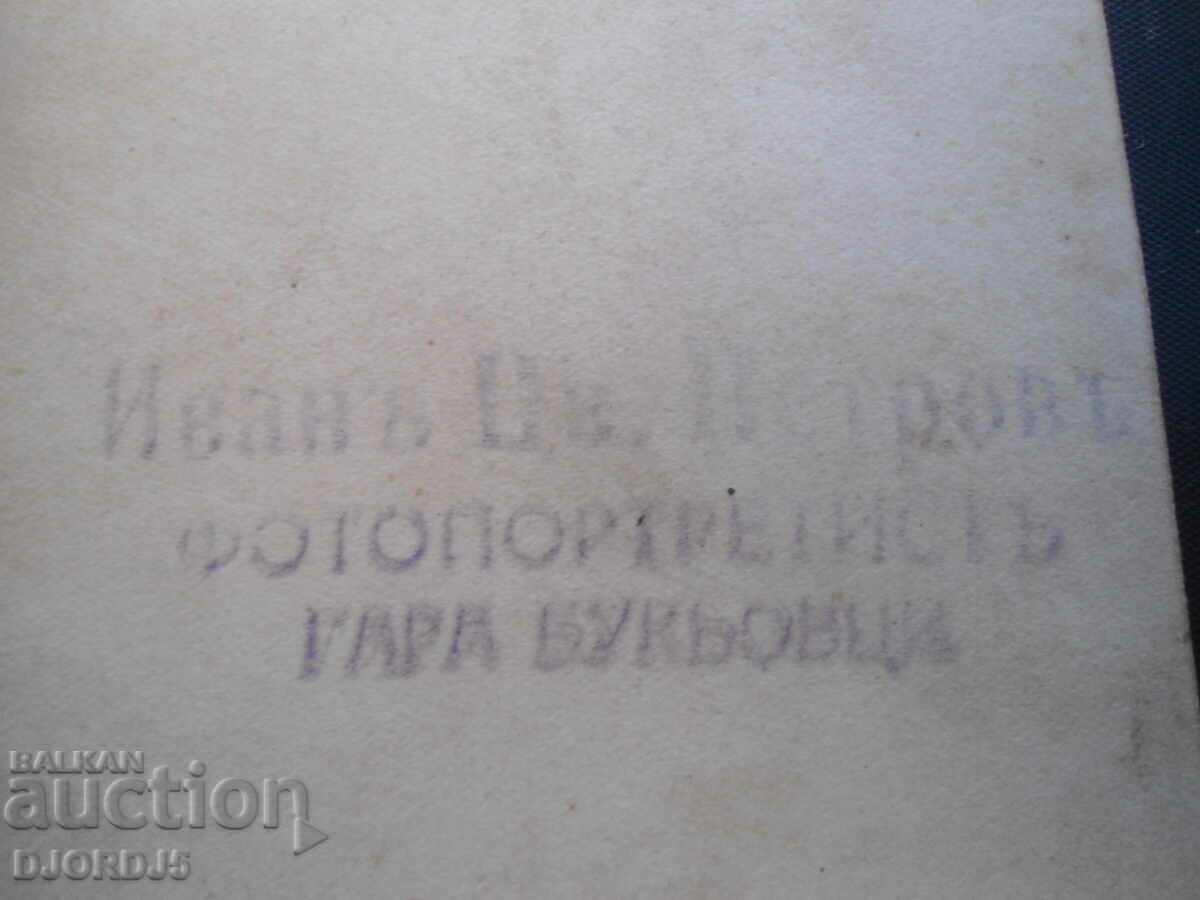 Иванъ Цв. Петровъ
ФОТОПОРТРЕТИСТЪ
ГАРА БУКЬОВЦИ
BALKAN
auction
DJORDJ5